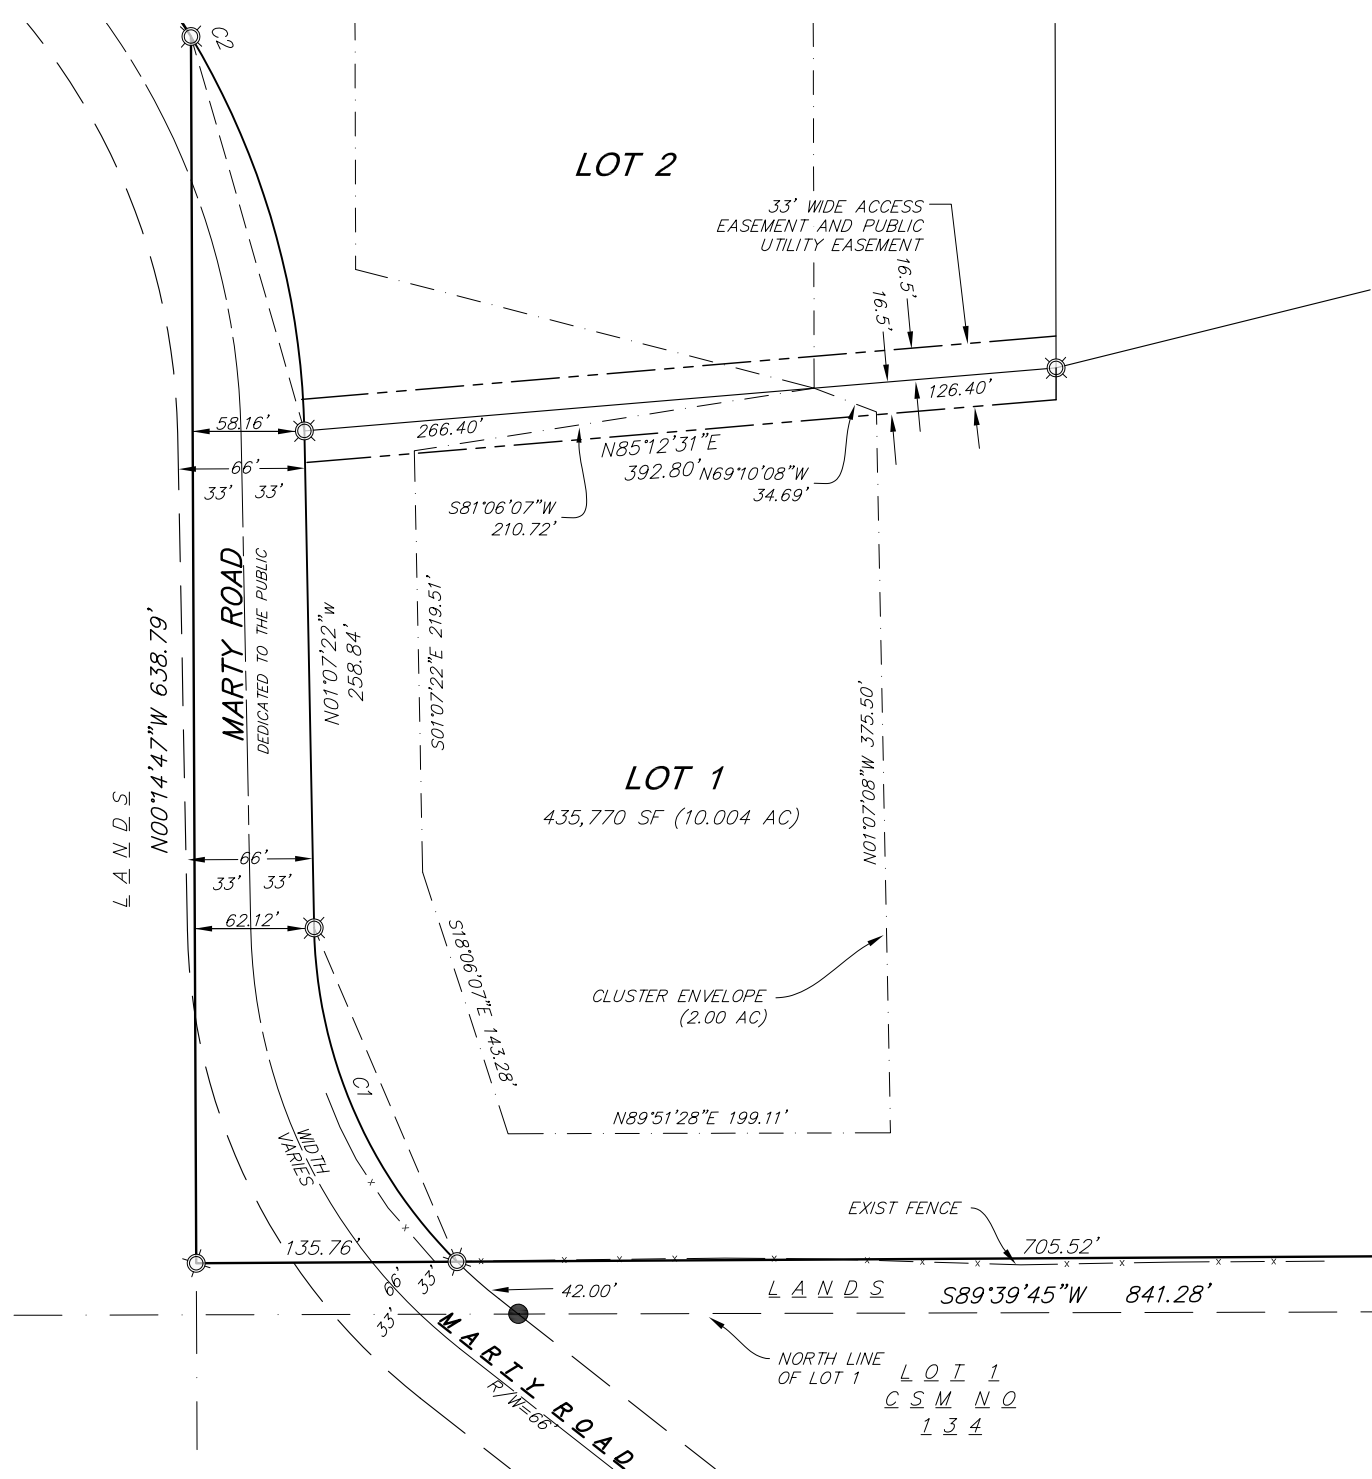 C2
LOT 2
33' WIDE ACCESS
EASEMENT AND PUBLIC
UTILITY EASEMENT
16.5'
16.5'
126.40'
58.16'
266.40'
N85°12'31"E
392.80'
N69°10'08"W
34.69'
66'
33' 33'
S81°06'07"W
210.72'
MARTY ROAD
DEDICATED TO THE PUBLIC
N01°07'22"w
258.84'
S01°07'22"E 219.51'
N00°14'47"W 638.79'
LANDS
LOT 1
435,770 SF (10.004 AC)
N01°07'08"W 375.50'
66'
33' 33'
62.12'
S18°06'07"E 143.28'
CLUSTER ENVELOPE
(2.00 AC)
C1
N89°51'28"E 199.11'
WIDTH
VARIES
EXIST FENCE
135.76'
705.52'
66'
33'
33'
42.00'
LANDS
S89°39'45"W 841.28'
MARTY ROAD
R/W=66'
NORTH LINE
OF LOT 1
LOT 1
CSM NO
134